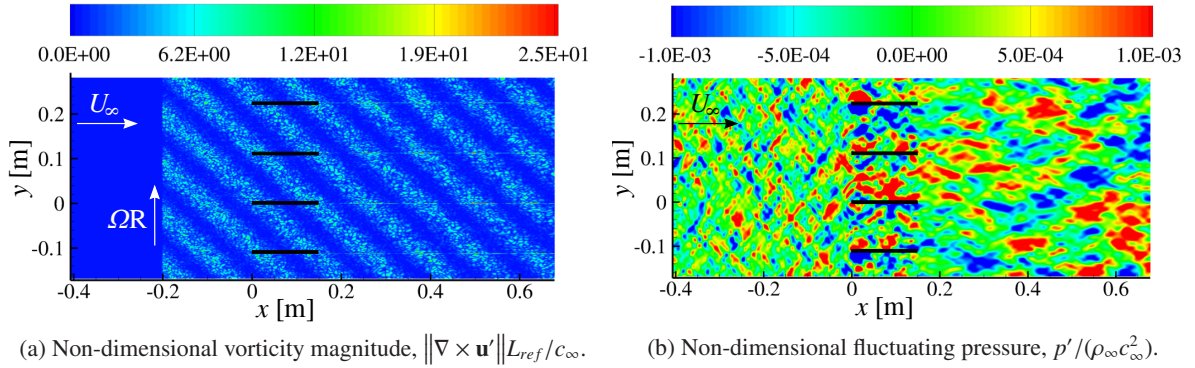 0.0E+00 6.2E+00 1.2E+01 1.9E+01 2.5E+01
U∞
ΩR
y [m]
0.2
0.1
0
-0.1
-0.4 -0.2 0 0.2 0.4 0.6
x [m]
(a) Non-dimensional vorticity magnitude, ‖∇ × u′‖L_ref/c∞.
-1.0E-03 -5.0E-04 0.0E+00 5.0E-04 1.0E-03
U∞
y [m]
0.2
0.1
0
-0.1
-0.4 -0.2 0 0.2 0.4 0.6
x [m]
(b) Non-dimensional fluctuating pressure, p′/(ρ∞c²∞).